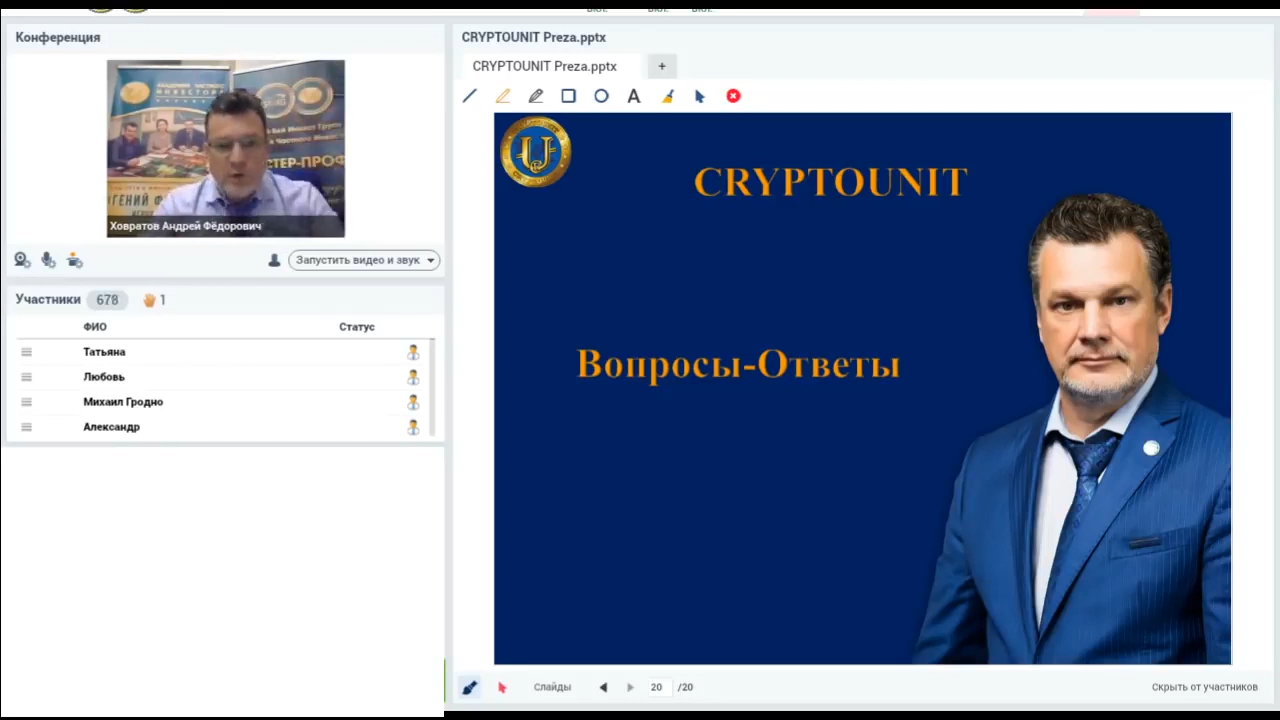 Конференция
Ховратов Андрей Фёдорович
Запустить видео и звук
Участники 678 1
ФИО Статус
Татьяна
Любовь
Михаил Гродно
Александр
CRYPTOUNIT Preza.pptx
CRYPTOUNIT Preza.pptx +
A
CRYPTOUNIT
Вопросы-Ответы
Слайды 20 /20
Скрыть от участников